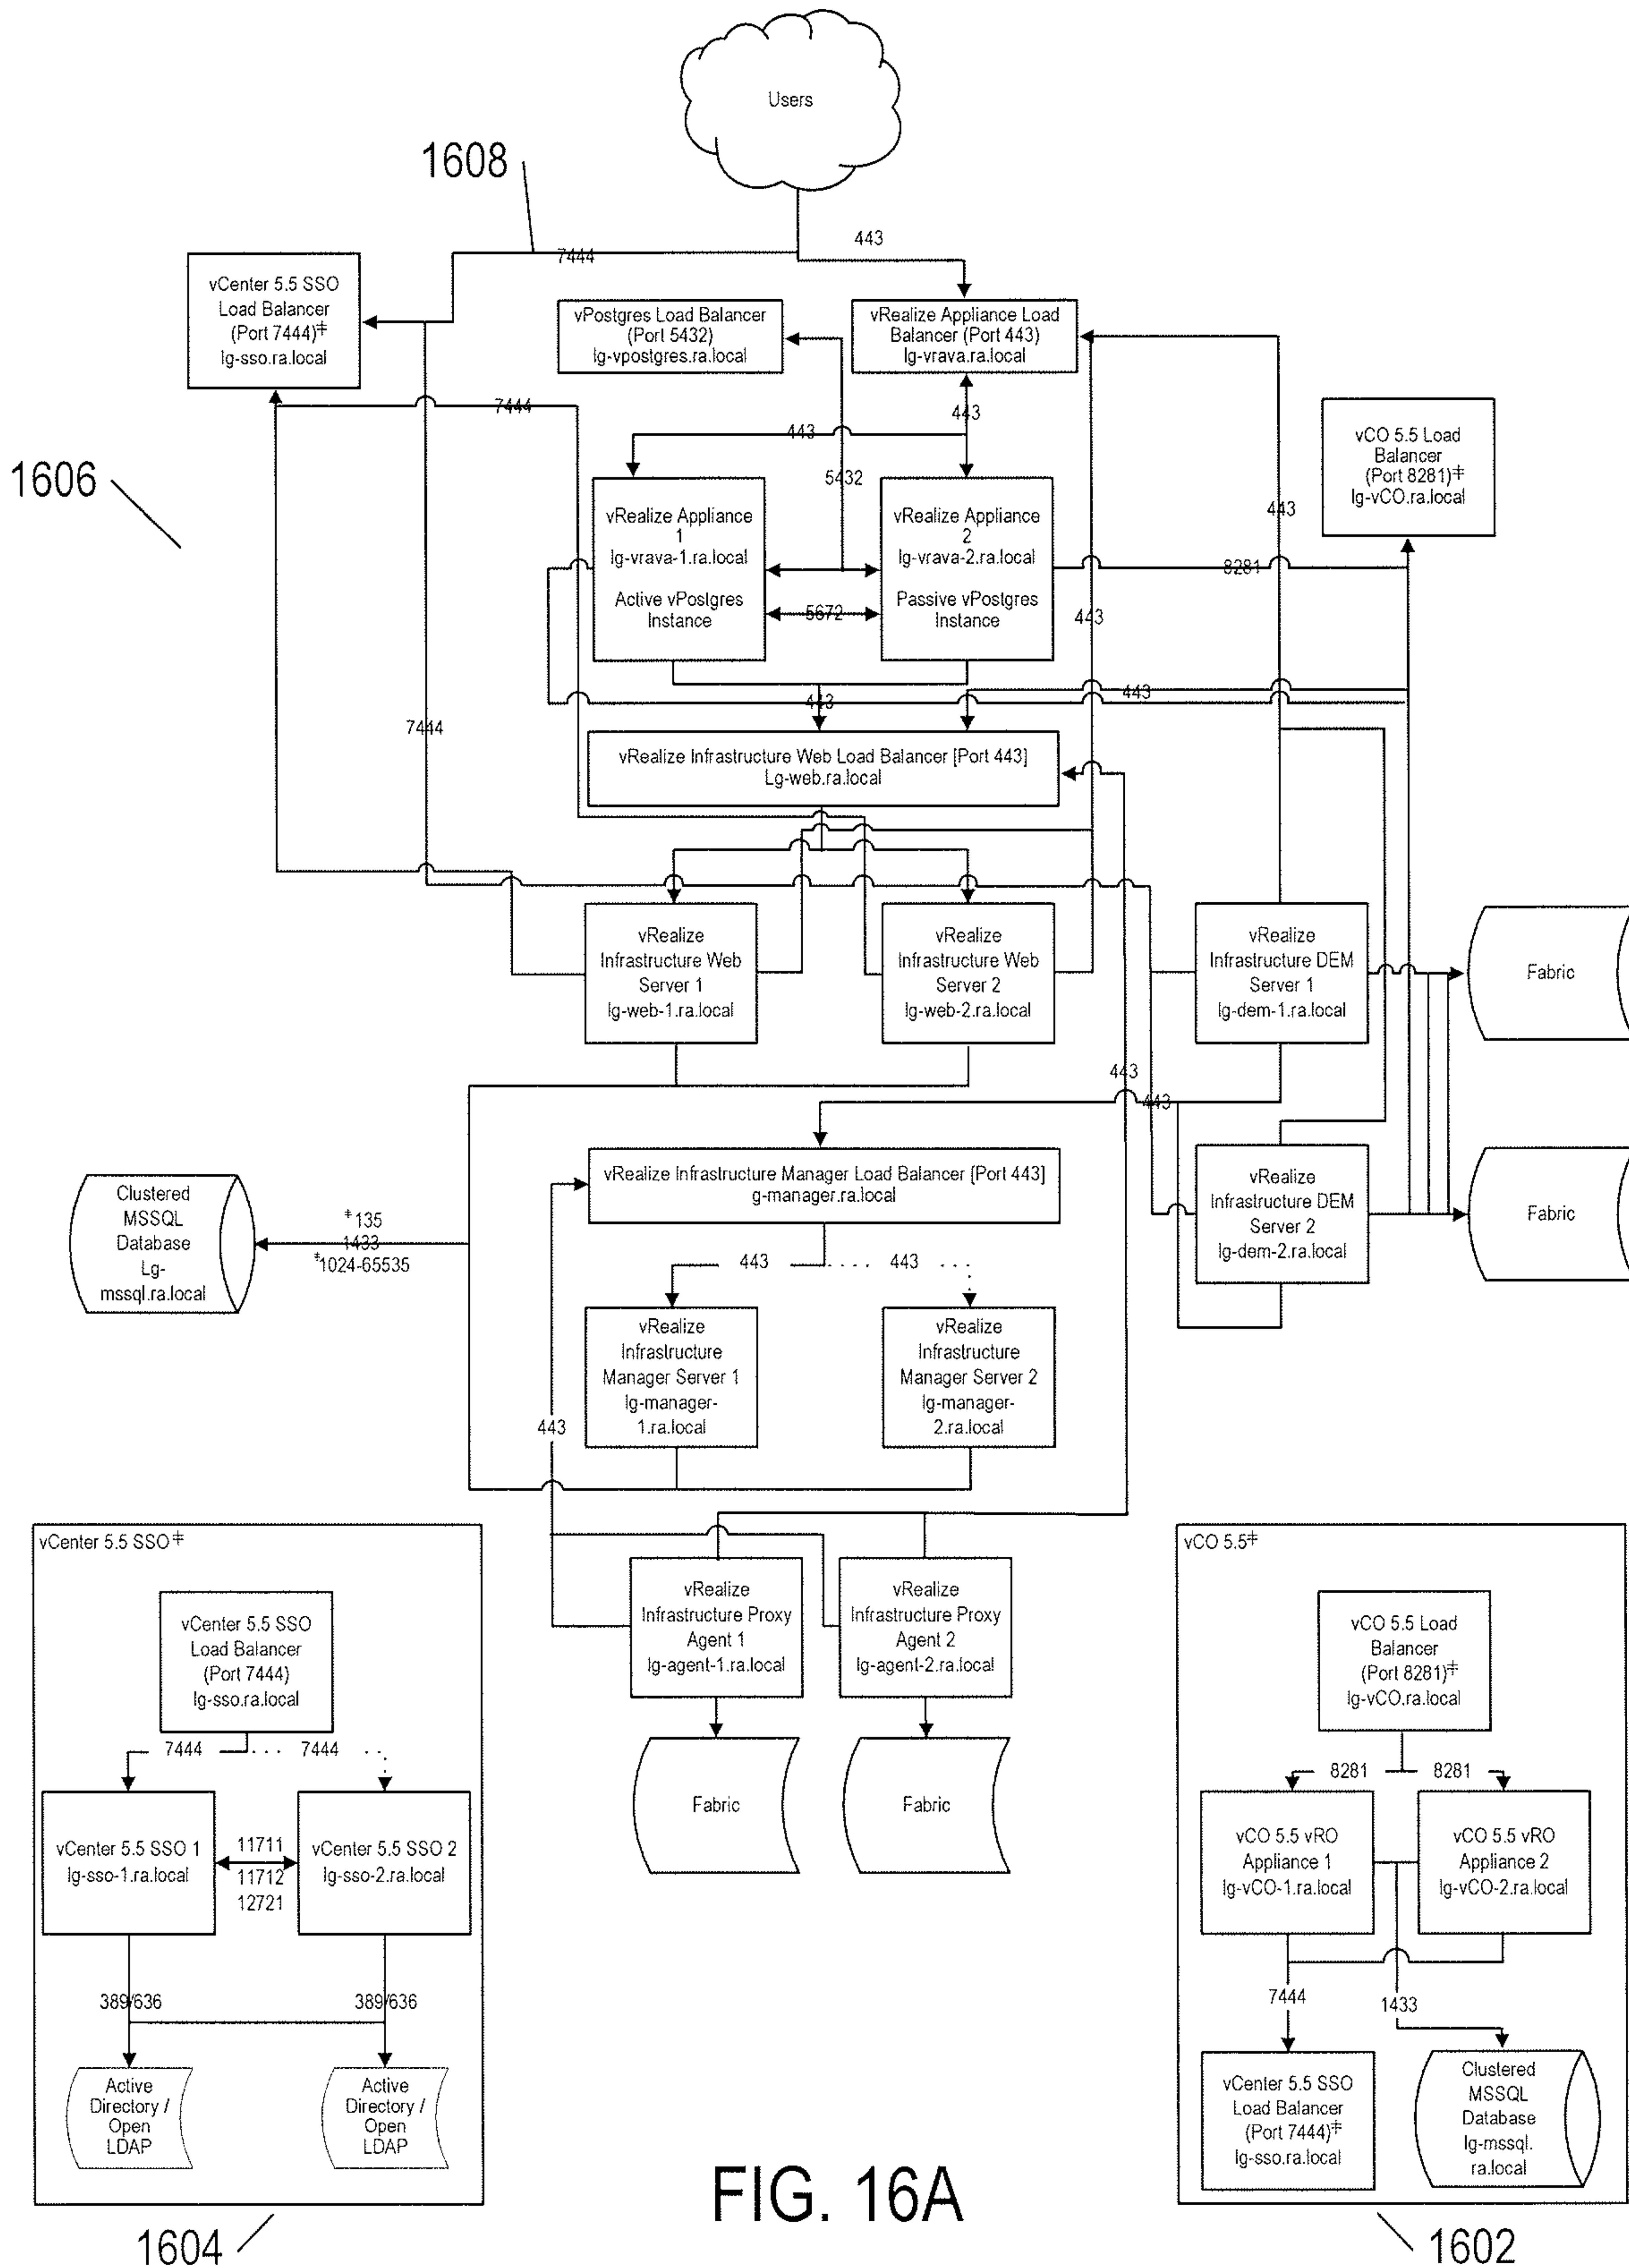 Users
1608
7444
443
vCenter 5.5 SSO
Load Balancer
(Port 7444)‡
lg-sso.ra.local
vPostgres Load Balancer
(Port 5432)
lg-vpostgres.ra.local
vRealize Appliance Load
Balancer (Port 443)
lg-vrava.ra.local
7444
443
443
vCO 5.5 Load
Balancer
(Port 8281)‡
lg-vCO.ra.local
1606
5432
443
vRealize Appliance
1
lg-vrava-1.ra.local
Active vPostgres
Instance
vRealize Appliance
2
lg-vrava-2.ra.local
Passive vPostgres
Instance
8281
5672
443
443
443
7444
vRealize Infrastructure Web Load Balancer [Port 443]
Lg-web.ra.local
vRealize
Infrastructure Web
Server 1
lg-web-1.ra.local
vRealize
Infrastructure Web
Server 2
lg-web-2.ra.local
vRealize
Infrastructure DEM
Server 1
lg-dem-1.ra.local
Fabric
443
443
vRealize Infrastructure Manager Load Balancer [Port 443]
g-manager.ra.local
vRealize
Infrastructure DEM
Server 2
lg-dem-2.ra.local
Fabric
Clustered
MSSQL
Database
Lg-
mssql.ra.local
‡135
1433
‡1024-65535
443
443
vRealize
Infrastructure
Manager Server 1
lg-manager-
1.ra.local
vRealize
Infrastructure
Manager Server 2
lg-manager-
2.ra.local
443
vRealize
Infrastructure Proxy
Agent 1
lg-agent-1.ra.local
vRealize
Infrastructure Proxy
Agent 2
lg-agent-2.ra.local
Fabric
Fabric
vCenter 5.5 SSO‡
vCenter 5.5 SSO
Load Balancer
(Port 7444)
lg-sso.ra.local
7444
7444
vCenter 5.5 SSO 1
lg-sso-1.ra.local
11711
11712
12721
vCenter 5.5 SSO 2
lg-sso-2.ra.local
389/636
389/636
Active
Directory /
Open
LDAP
Active
Directory /
Open
LDAP
1604
vCO 5.5‡
vCO 5.5 Load
Balancer
(Port 8281)‡
lg-vCO.ra.local
8281
8281
vCO 5.5 vRO
Appliance 1
lg-vCO-1.ra.local
vCO 5.5 vRO
Appliance 2
lg-vCO-2.ra.local
7444
1433
vCenter 5.5 SSO
Load Balancer
(Port 7444)‡
lg-sso.ra.local
Clustered
MSSQL
Database
lg-mssql.
ra.local
1602
FIG. 16A